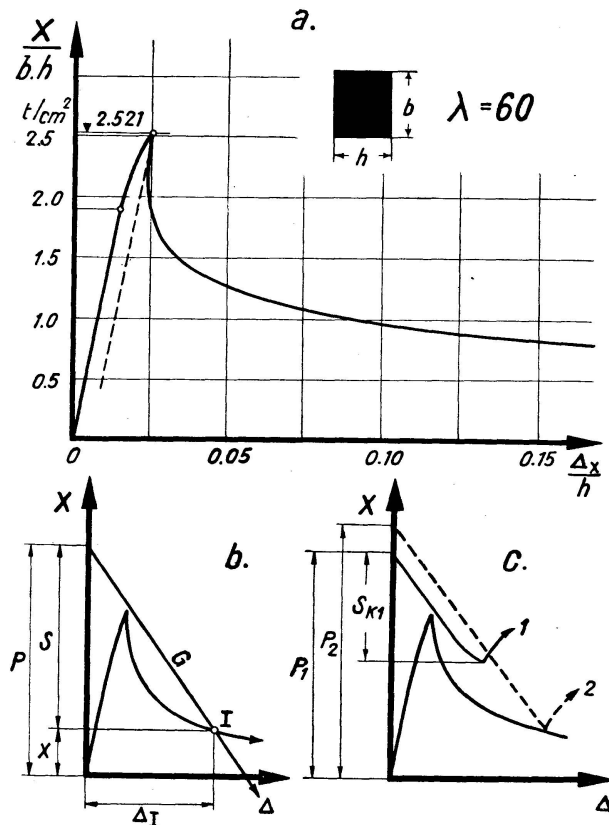 a.
X
b.h
t/cm²
2.521
2.5
2.0
1.5
1.0
0.5
0
0.05
0.10
0.15
Δx
h
b
h
λ=60
b.
X
P
S
X
G
I
Δ
ΔI
c.
X
P1
P2
SK1
1
2
Δ